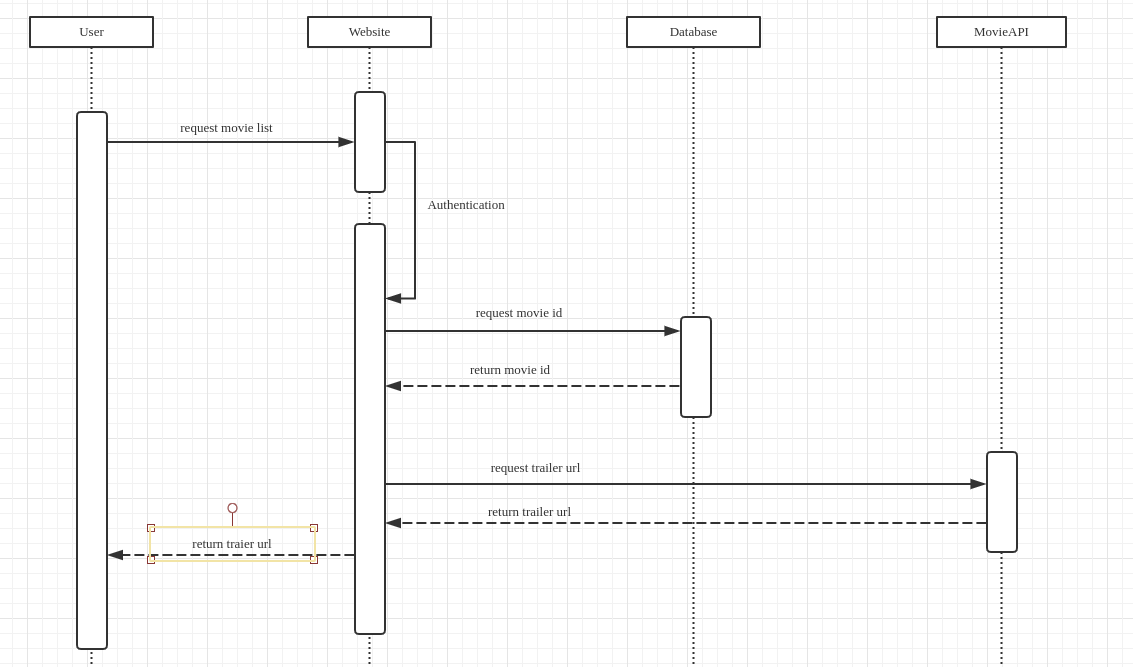 User
Website
Database
MovieAPI
request movie list
Authentication
request movie id
return movie id
request trailer url
return trailer url
return traier url